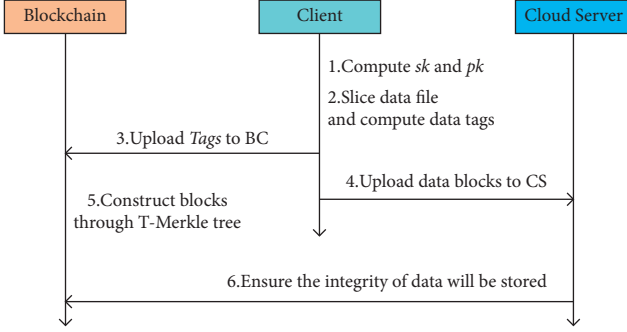 Blockchain
Client
Cloud Server
1.Compute sk and pk
2.Slice data file
and compute data tags
3.Upload Tags to BC
4.Upload data blocks to CS
5.Construct blocks
through T-Merkle tree
6.Ensure the integrity of data will be stored